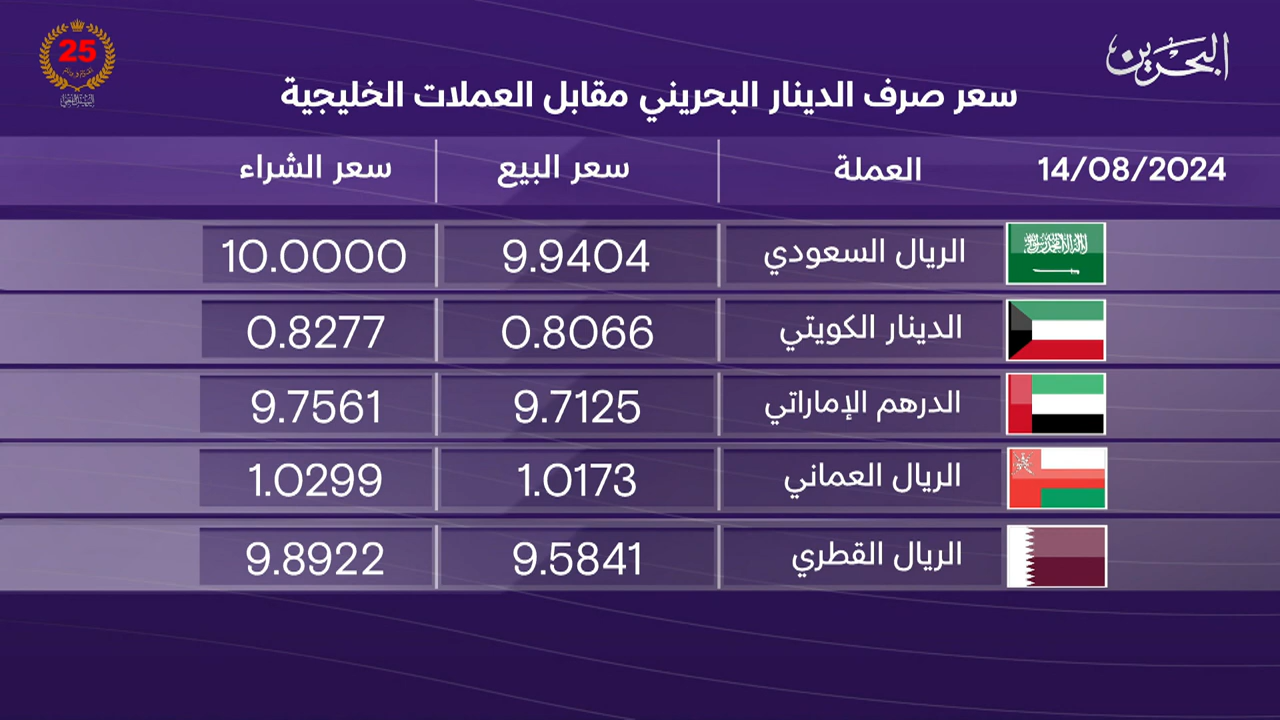 البحرين
25
سعر صرف الدينار البحريني مقابل العملات الخليجية
14/08/2024 العملة سعر البيع سعر الشراء
الريال السعودي 9.9404 10.0000
الدينار الكويتي 0.8066 0.8277
الدرهم الإماراتي 9.7125 9.7561
الريال العماني 1.0173 1.0299
الريال القطري 9.5841 9.8922